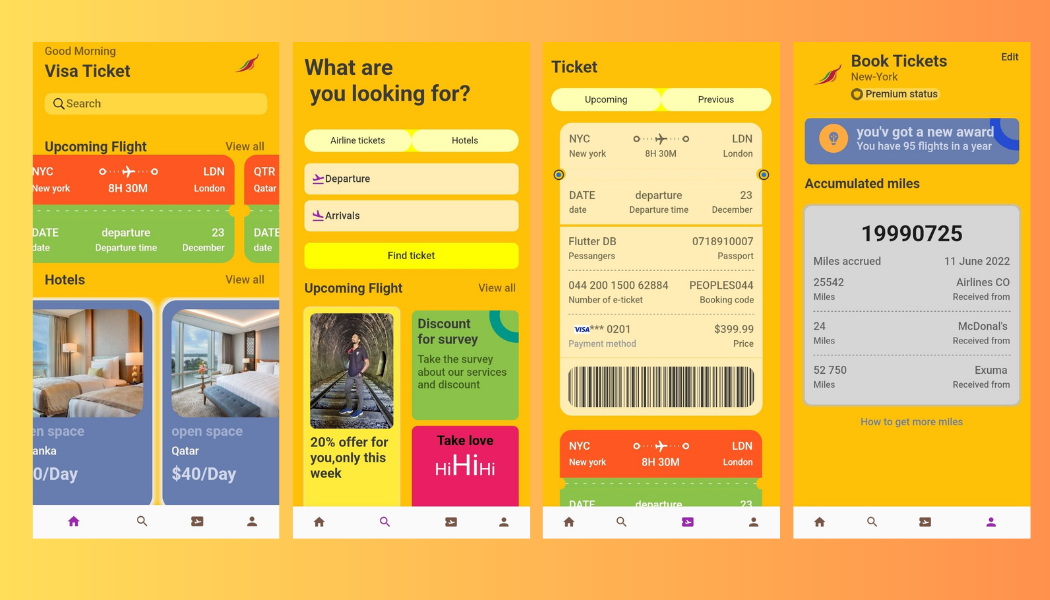 Good Morning
Visa Ticket
Search
Upcoming Flight
View all
NYC
LDN
New york
8H 30M
London
DATE
departure
23
date
Departure time
December
QTR
Qatar
DATE
date
Hotels
View all
en space
anka
0/Day
open space
Qatar
$40/Day
What are
you looking for?
Airline tickets
Hotels
Departure
Arrivals
Find ticket
Upcoming Flight
View all
20% offer for
you,only this
week
Discount
for survey
Take the survey
about our services
and discount
Take love
HiHiHi
Ticket
Upcoming
Previous
NYC
LDN
New york
8H 30M
London
DATE
departure
23
date
Departure time
December
Flutter DB
0718910007
Pessangers
Passport
044 200 1500 62884
PEOPLES044
Number of e-ticket
Booking code
VISA*** 0201
$399.99
Payment method
Price
NYC
LDN
New york
8H 30M
London
DATE
departure
23
Book Tickets
Edit
New-York
Premium status
you'v got a new award
You have 95 flights in a year
Accumulated miles
19990725
Miles accrued
11 June 2022
25542
Airlines CO
Miles
Received from
24
McDonal's
Miles
Received from
52 750
Exuma
Miles
Received from
How to get more miles